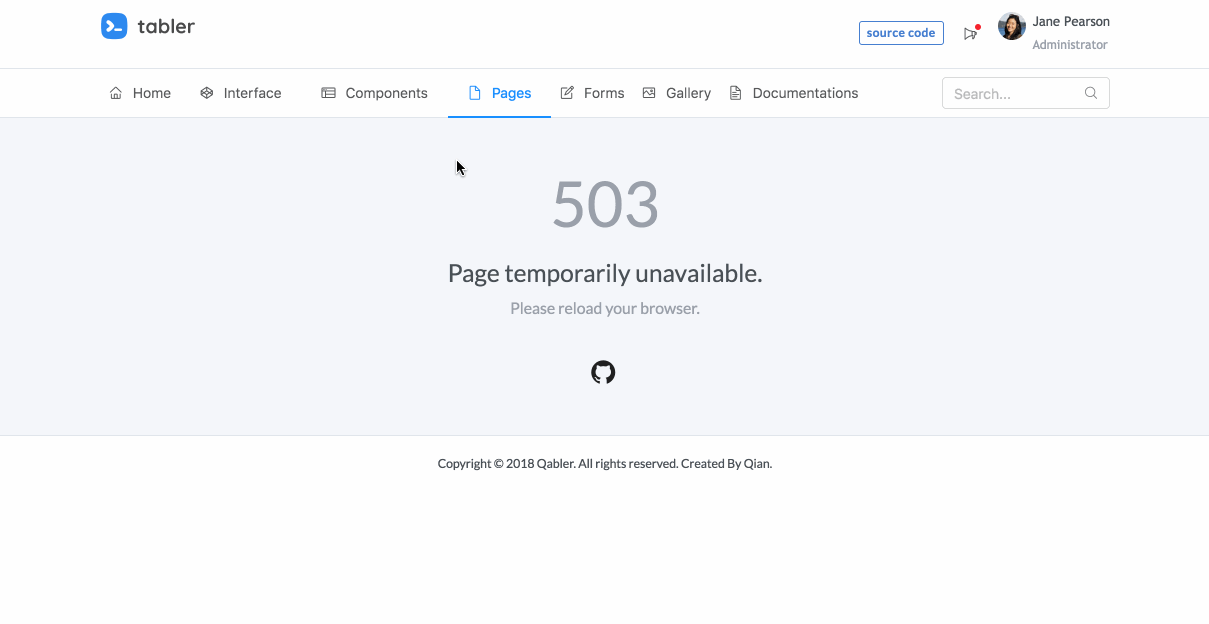 tabler
source code
Jane Pearson
Administrator
Home Interface Components Pages Forms Gallery Documentations
Search...
503
Page temporarily unavailable.
Please reload your browser.
Copyright © 2018 Qabler. All rights reserved. Created By Qian.